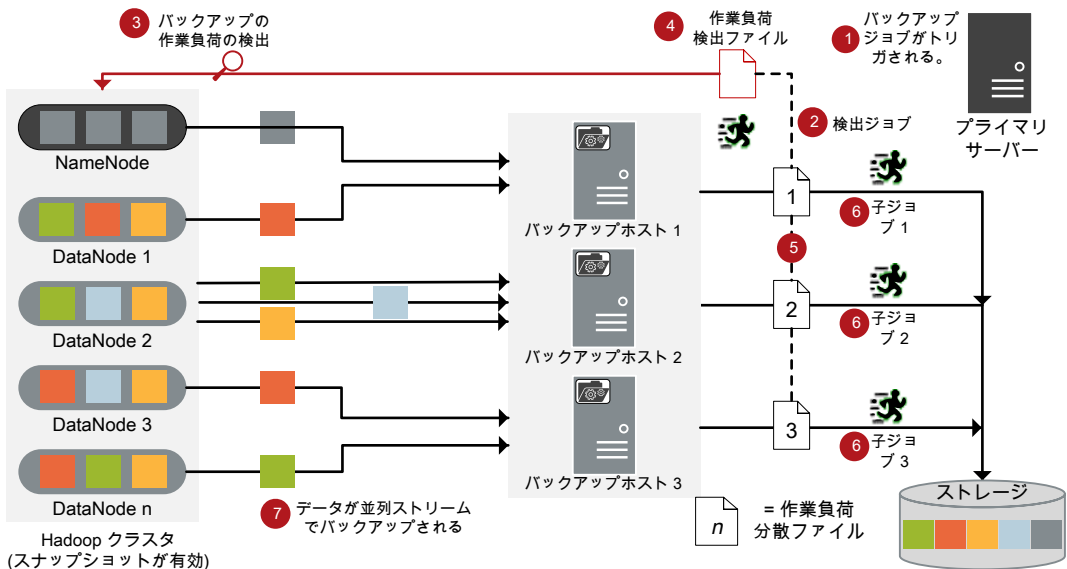 3
バックアップの
作業負荷の検出
4
作業負荷
検出ファイル
1
バックアップ
ジョブがトリ
ガされる。
2
検出ジョブ
プライマリ
サーバー
NameNode
DataNode 1
DataNode 2
DataNode 3
DataNode n
Hadoop クラスタ
(スナップショットが有効)
バックアップホスト 1
バックアップホスト 2
バックアップホスト 3
1
6
子ジョ
ブ 1
5
2
6
子ジョ
ブ 2
3
6
子ジョ
ブ 3
7
データが並列ストリーム
でバックアップされる
n
= 作業負荷
分散ファイル
ストレージ